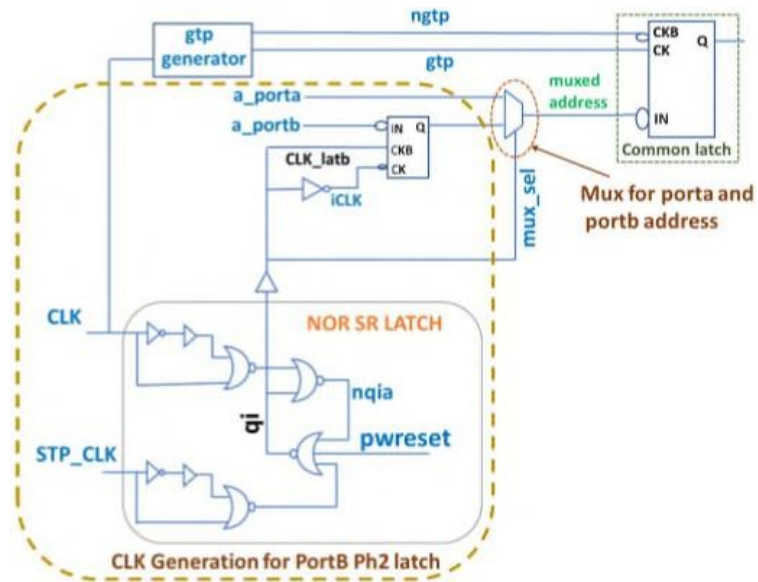 ngtp
gtp
generator
gtp
CKB
Q
CK
IN
Common latch
muxed
address
a_porta
a_portb
IN
Q
CKB
CK
CLK_latb
iCLK
mux_sel
Mux for porta and
portb address
CLK
NOR SR LATCH
nqia
qi
pwreset
STP_CLK
CLK Generation for PortB Ph2 latch